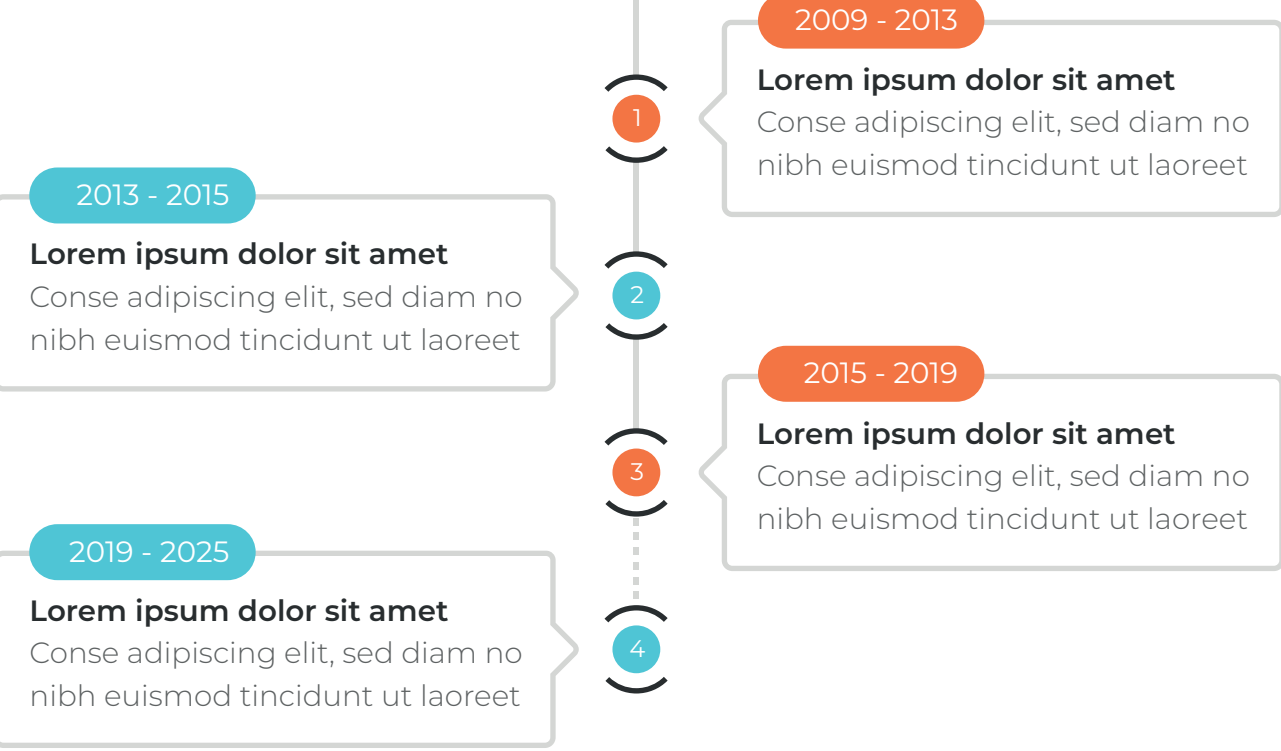 2009 - 2013
Lorem ipsum dolor sit amet
Conse adipiscing elit, sed diam no
nibh euismod tincidunt ut laoreet
1
2013 - 2015
Lorem ipsum dolor sit amet
Conse adipiscing elit, sed diam no
nibh euismod tincidunt ut laoreet
2
2015 - 2019
Lorem ipsum dolor sit amet
Conse adipiscing elit, sed diam no
nibh euismod tincidunt ut laoreet
3
2019 - 2025
Lorem ipsum dolor sit amet
Conse adipiscing elit, sed diam no
nibh euismod tincidunt ut laoreet
4